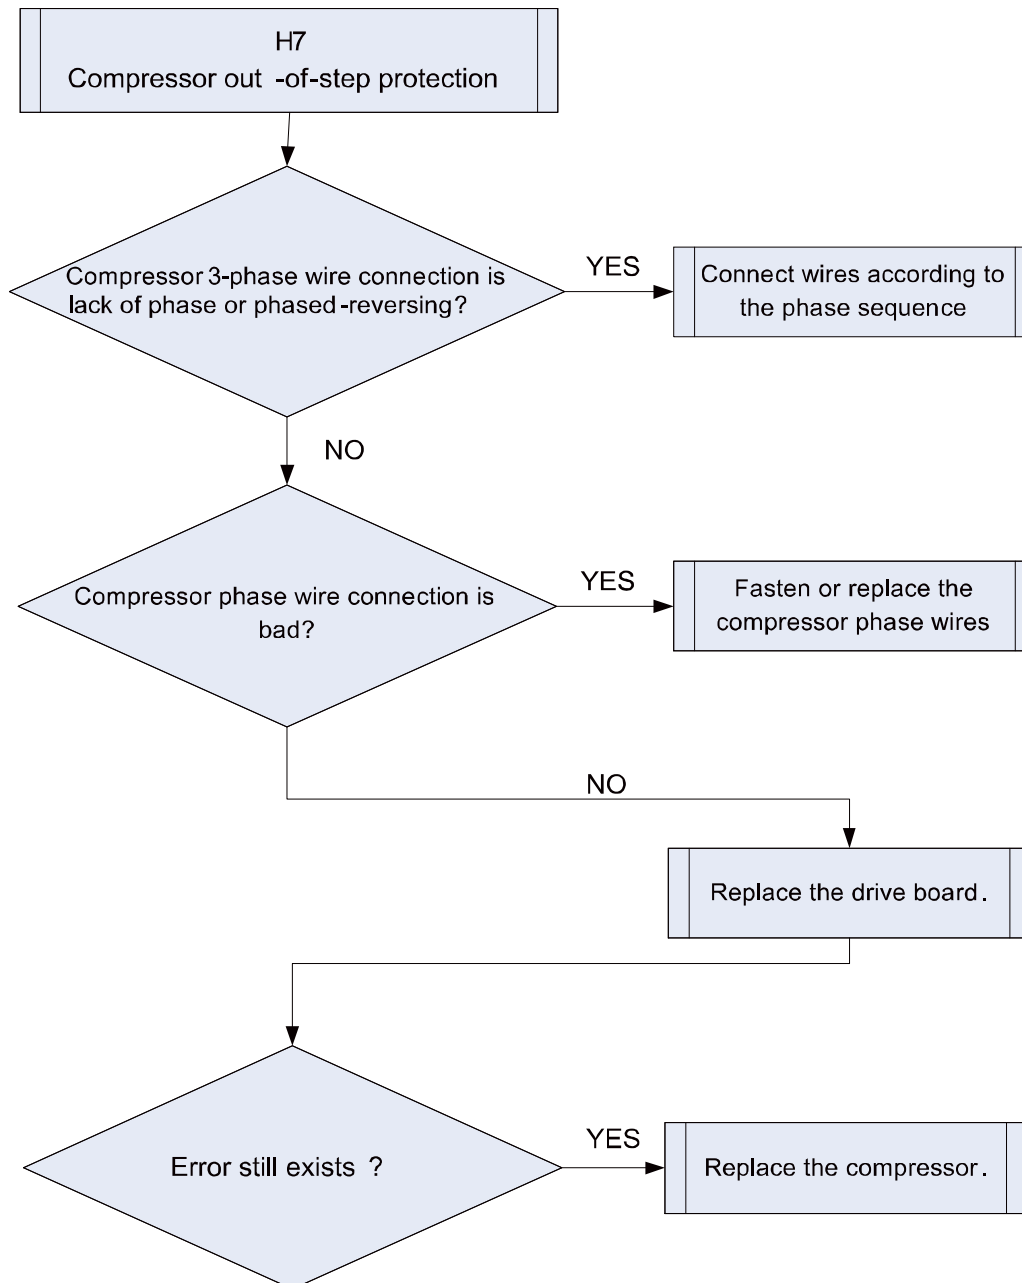 H7
Compressor out -of-step protection
Compressor 3-phase wire connection is
lack of phase or phased-reversing?
YES
Connect wires according to
the phase sequence
NO
Compressor phase wire connection is
bad?
YES
Fasten or replace the
compressor phase wires
NO
Replace the drive board.
Error still exists ?
YES
Replace the compressor.